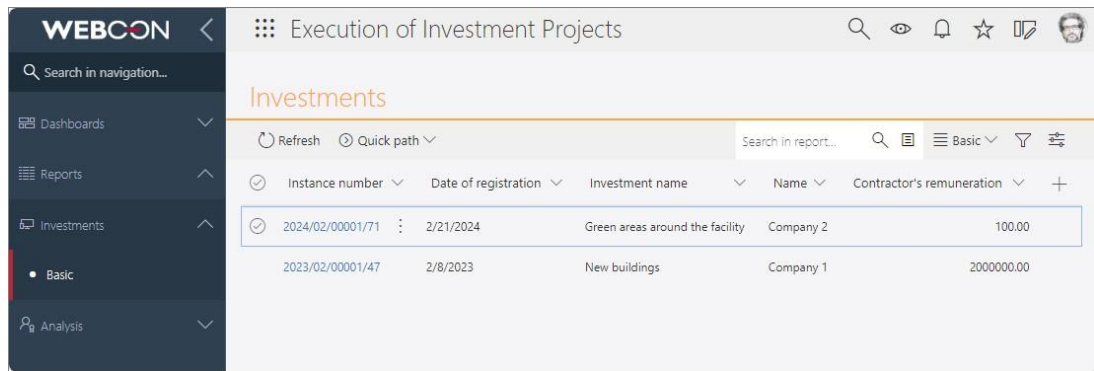 WEBCON
Execution of Investment Projects
Search in navigation...
Investments
Dashboards
Refresh Quick path Search in report... Basic
Reports
Instance number Date of registration Investment name Name Contractor's remuneration
Investments
2024/02/00001/71 2/21/2024 Green areas around the facility Company 2 100.00
Basic
2023/02/00001/47 2/8/2023 New buildings Company 1 2000000.00
Analysis